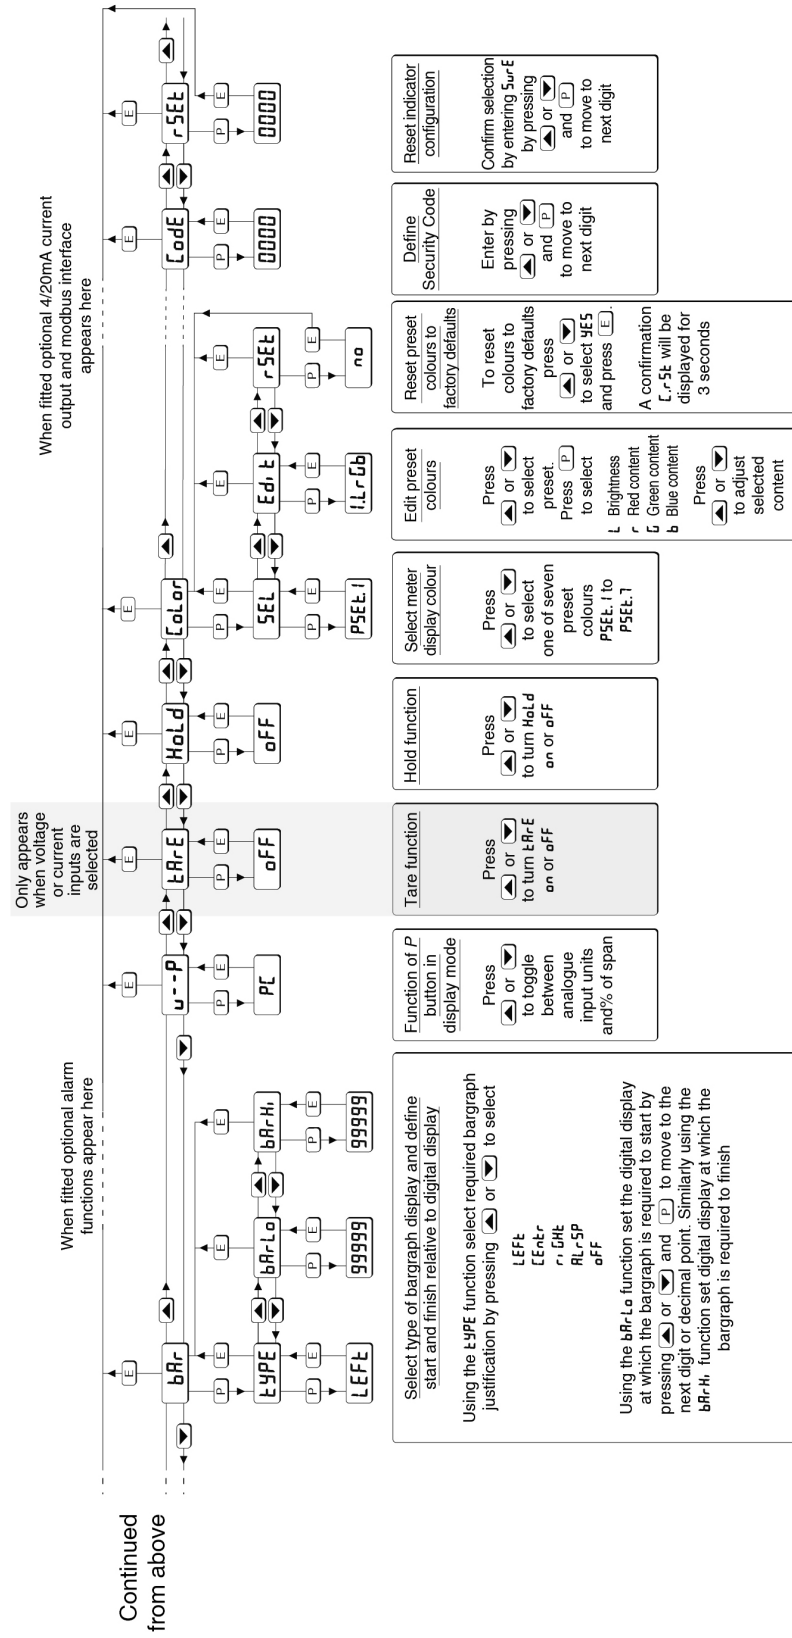 Continued
from above
When fitted optional alarm
functions appear here
Only appears
when voltage
or current
inputs are
selected
When fitted optional 4/20mA current
output and modbus interface
appears here
E
E
E
E
E
E
E
bAr
u--P
tArE
HoLd
CoLor
CodE
rSEt
P
E
E
E
P
E
P
E
P
E
P
E
E
E
P
E
P
E
tYPE
bArLo
bArHi
PC
oFF
oFF
SEL
Edit
rSEt
0000
0000
P
E
P
E
P
E
P
E
P
E
P
E
LEFt
99999
99999
PSEt.1
1.LrGb
no
Select type of bargraph display and define
start and finish relative to digital display
Using the tYPE function select required bargraph
justification by pressing ▲ or ▼ to select
LEFt
CEntr
riGHt
ALrSP
oFF
Using the bArLo function set the digital display
at which the bargraph is required to start by
pressing ▲ or ▼ and P to move to the
next digit or decimal point. Similarly using the
bArHi function set digital display at which the
bargraph is required to finish
Function of P
button in
display mode
Press
▲ or ▼
to toggle
between
analogue
input units
and% of span
Tare function
Press
▲ or ▼
to turn tArE
on or oFF
Hold function
Press
▲ or ▼
to turn HoLd
on or oFF
Select meter
display colour
Press
▲ or ▼
to select
one of seven
preset
colours
PSEt.1 to
PSEt.7
Edit preset
colours
Press
▲ or ▼
to select
preset.
Press P
to select
L Brightness
r Red content
G Green content
b Blue content
Press
▲ or ▼
to adjust
selected
content
Reset preset
colours to
factory defaults
To reset
colours to
factory defaults
press
▲ or ▼
to select YES
and press E.
A confirmation
C.rSt will be
displayed for
3 seconds
Define
Security Code
Enter by
pressing
▲ or ▼
and P
to move to
next digit
Reset indicator
configuration
Confirm selection
by entering SurE
by pressing
▲ or ▼
and P
to move to
next digit